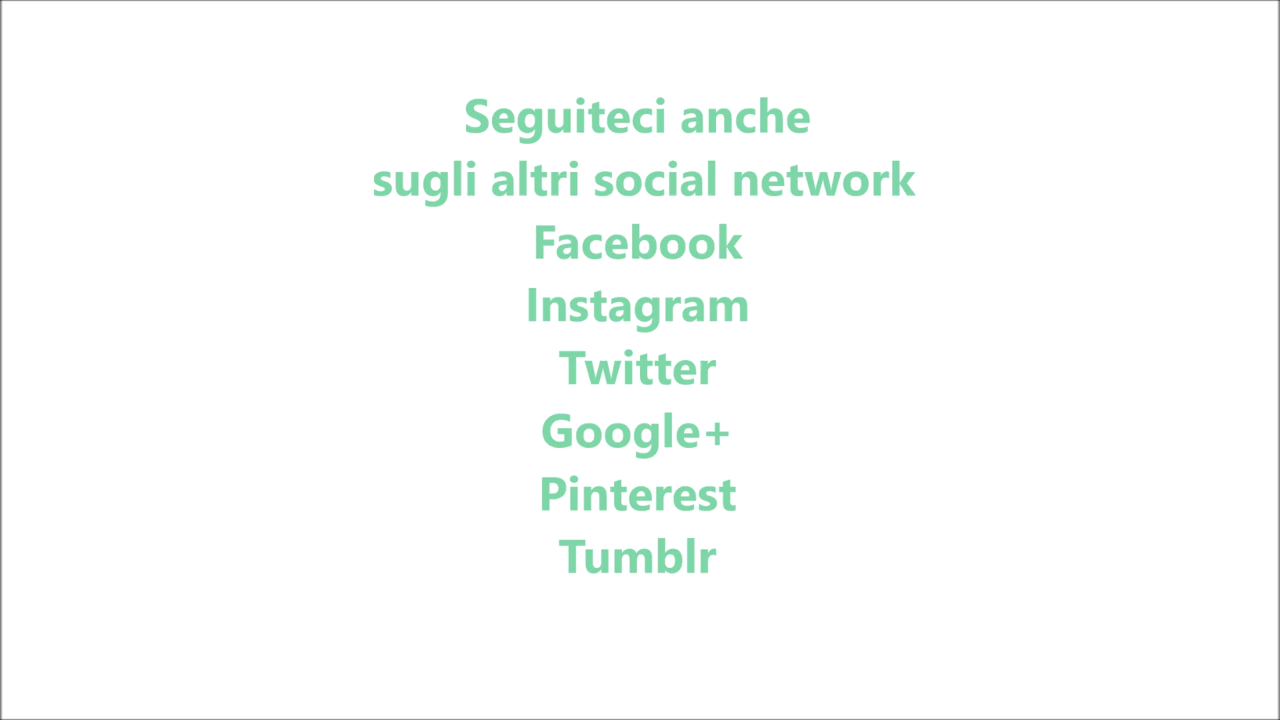 Seguiteci anche
sugli altri social network
Facebook
Instagram
Twitter
Google+
Pinterest
Tumblr